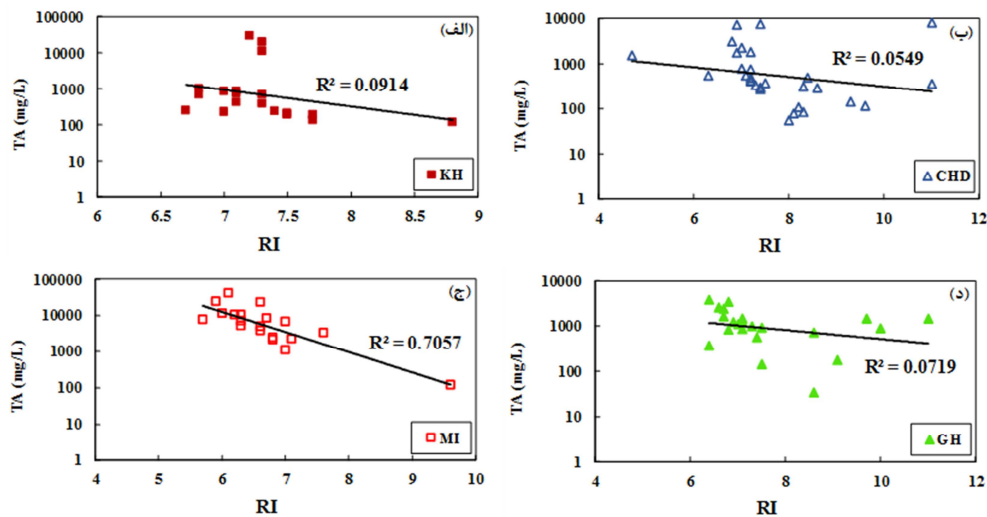 100000
10000
1000
100
10
1
TA (mg/L)
(الف)
R² = 0.0914
KH
6
6.5
7
7.5
8
8.5
9
RI
10000
1000
100
10
1
TA (mg/L)
(ب)
R² = 0.0549
CHD
4
6
8
10
12
RI
100000
10000
1000
100
10
1
TA (mg/L)
(ج)
R² = 0.7057
MI
5
6
7
8
9
10
RI
10000
1000
100
10
1
TA (mg/L)
(د)
R² = 0.0719
GH
4
6
8
10
12
RI